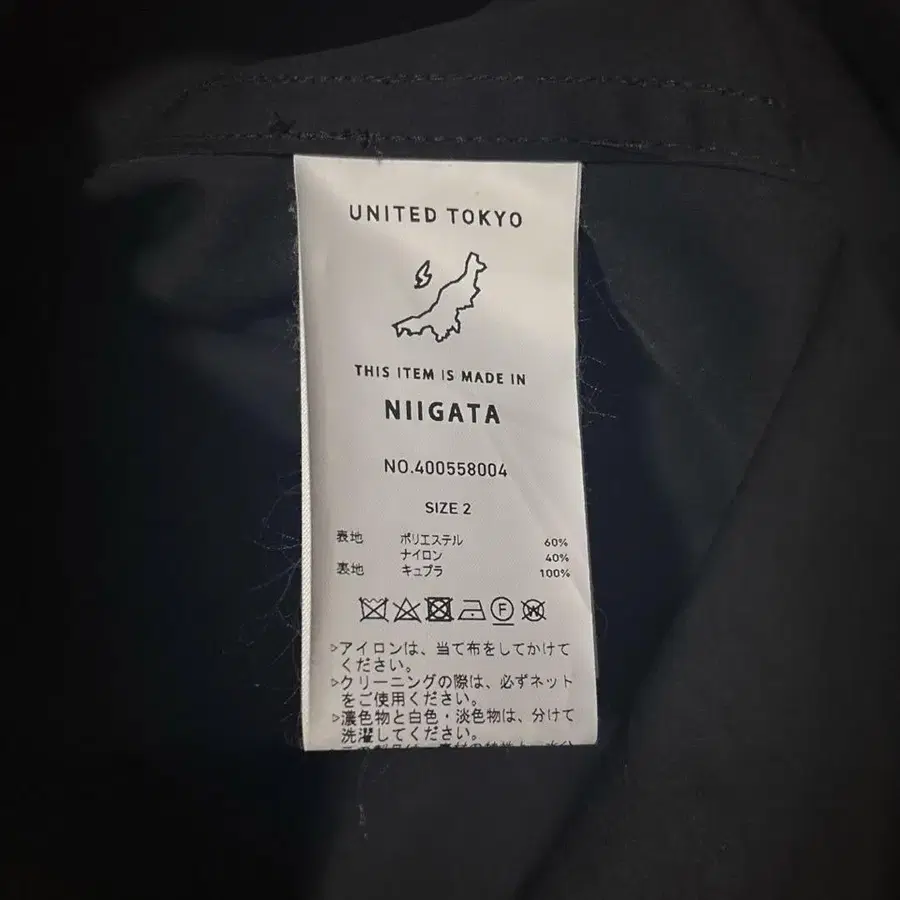 UNITED TOKYO
THIS ITEM IS MADE IN
NIIGATA
NO.400558004
SIZE 2
表地 ポリエステル 60%
ナイロン 40%
裏地 キュプラ 100%
F W
▷アイロンは、当て布をしてかけて
ください。
▷クリーニングの際は、必ずネット
をご使用ください。
▷濃色物と白色・淡色物は、分けて
洗濯してください。